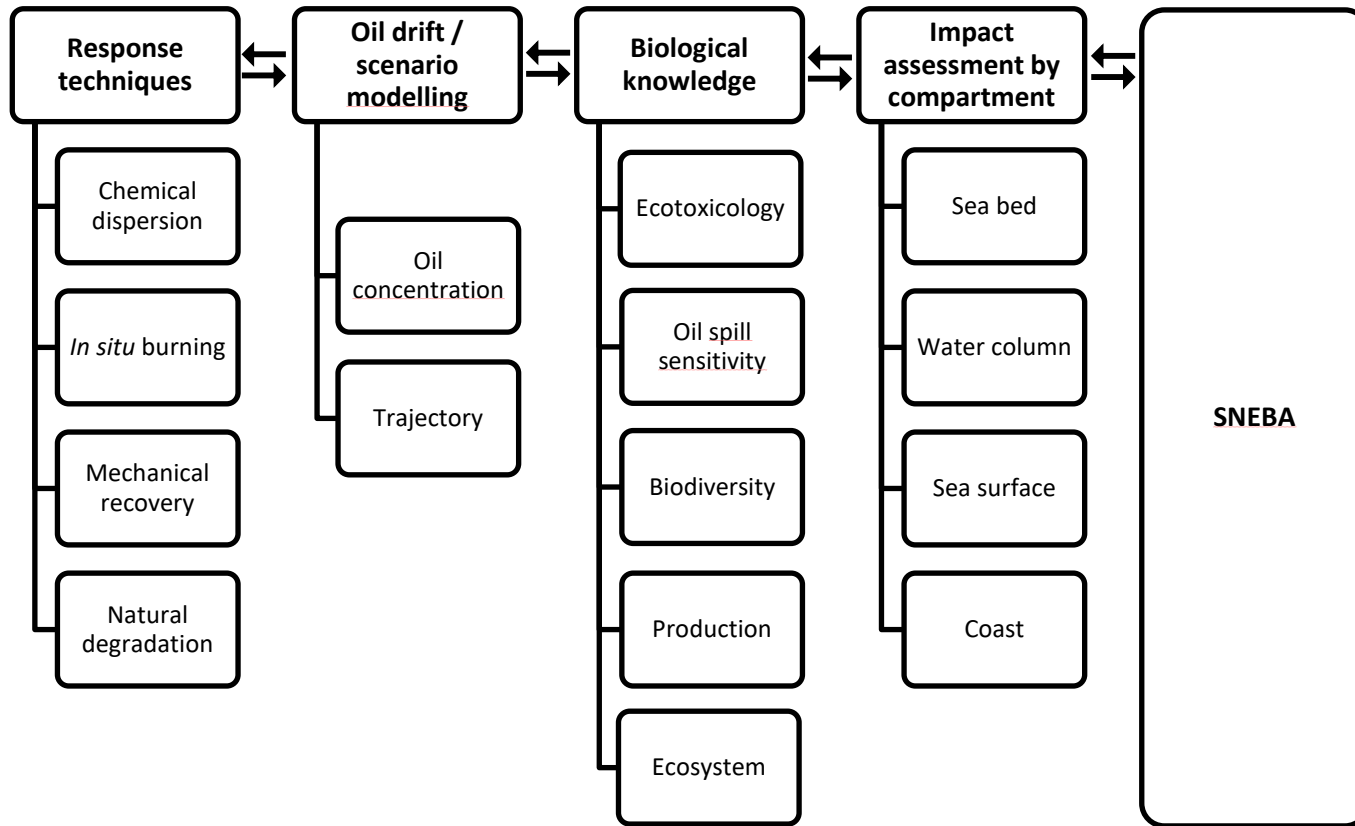 Response
techniques
Chemical
dispersion
In situ burning
Mechanical
recovery
Natural
degradation
Oil drift /
scenario
modelling
Oil
concentration
Trajectory
Biological
knowledge
Ecotoxicology
Oil spill
sensitivity
Biodiversity
Production
Ecosystem
Impact
assessment by
compartment
Sea bed
Water column
Sea surface
Coast
SNEBA